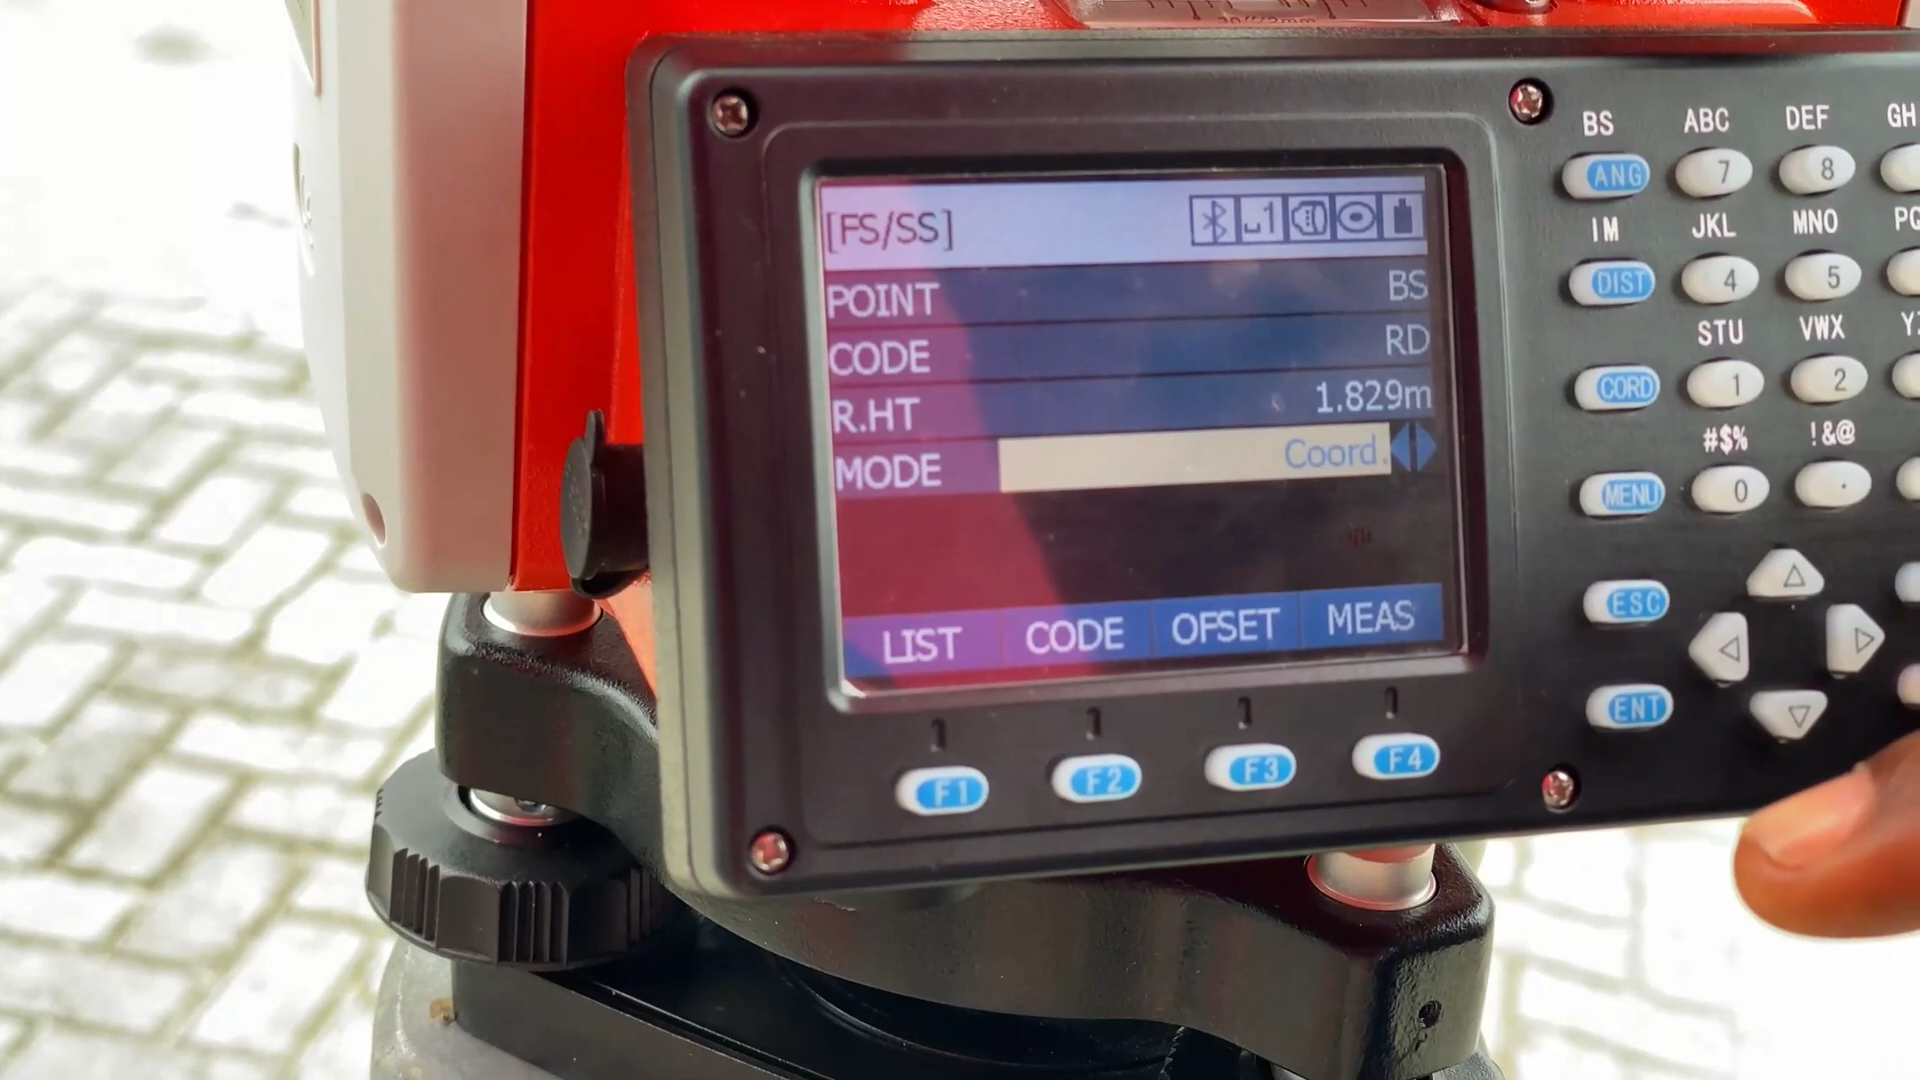 [FS/SS]
POINT BS
CODE RD
R.HT 1.829m
MODE Coord.
LIST CODE OFSET MEAS
F1 F2 F3 F4
BS ABC DEF GH
ANG 7 8
IM JKL MNO
DIST 4 5
STU VWX
CORD 1 2
#$% !&@
MENU 0 .
ESC
ENT